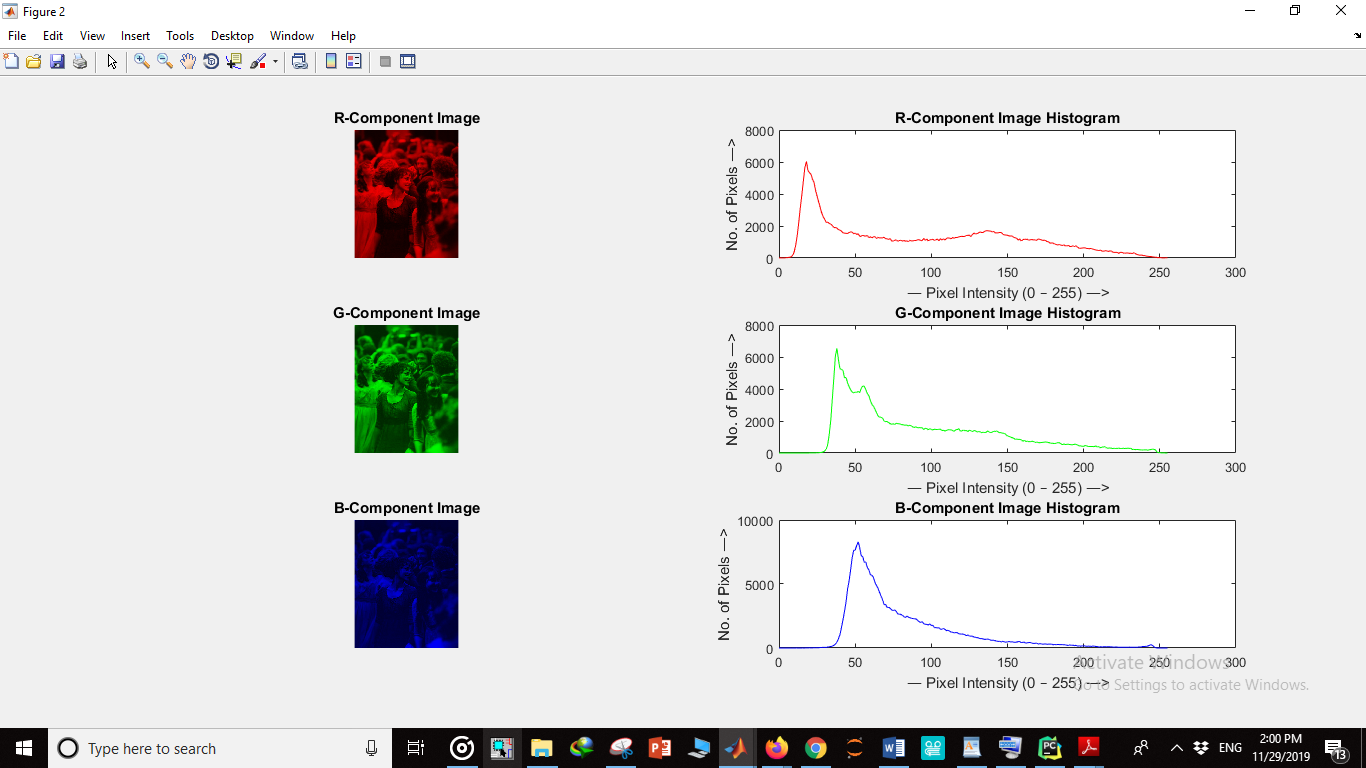 Figure 2
File Edit View Insert Tools Desktop Window Help
R-Component Image
R-Component Image Histogram
8000
6000
4000
2000
0
No. of Pixels —>
0 50 100 150 200 250 300
— Pixel Intensity (0 – 255) —>
G-Component Image
G-Component Image Histogram
8000
6000
4000
2000
0
No. of Pixels —>
0 50 100 150 200 250 300
— Pixel Intensity (0 – 255) —>
B-Component Image
B-Component Image Histogram
10000
5000
0
No. of Pixels —>
0 50 100 150 200 250 300
— Pixel Intensity (0 – 255) —>
Activate Windows
Go to Settings to activate Windows.
Type here to search
ENG
2:00 PM
11/29/2019
13